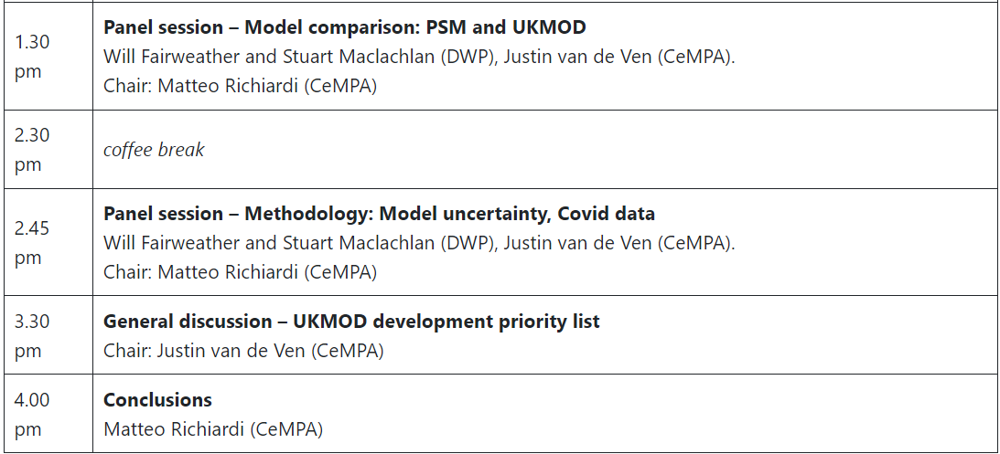 1.30
pm
Panel session – Model comparison: PSM and UKMOD
Will Fairweather and Stuart Maclachlan (DWP), Justin van de Ven (CeMPA).
Chair: Matteo Richiardi (CeMPA)
2.30
pm
coffee break
2.45
pm
Panel session – Methodology: Model uncertainty, Covid data
Will Fairweather and Stuart Maclachlan (DWP), Justin van de Ven (CeMPA).
Chair: Matteo Richiardi (CeMPA)
3.30
pm
General discussion – UKMOD development priority list
Chair: Justin van de Ven (CeMPA)
4.00
pm
Conclusions
Matteo Richiardi (CeMPA)